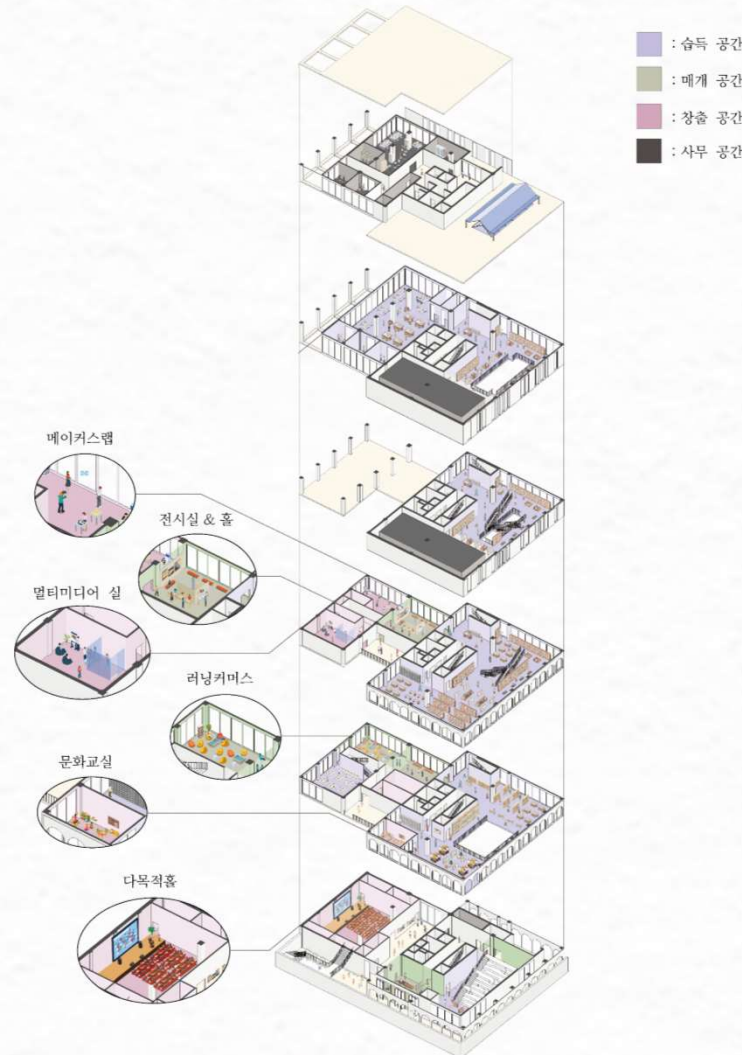 : 습득 공간
: 매개 공간
: 창출 공간
: 사무 공간
메이커스랩
전시실 & 홀
멀티미디어 실
러닝커머스
문화교실
다목적홀